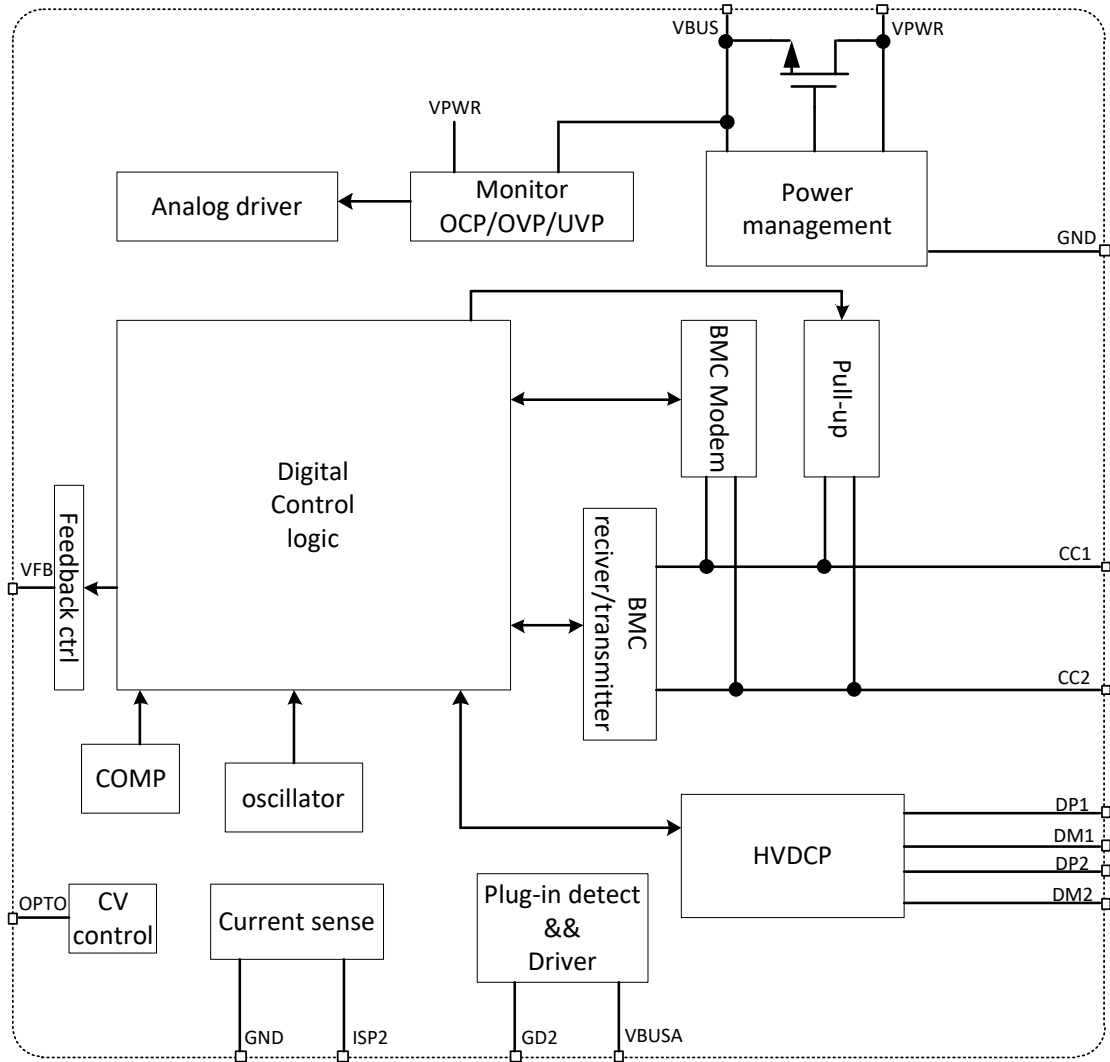 VBUS
VPWR
VPWR
Analog driver
Monitor
OCP/OVP/UVP
Power
management
GND
Digital
Control
logic
BMC Modem
Pull-up
Feedback ctrl
VFB
BMC
reciver/transmitter
CC1
CC2
COMP
oscillator
HVDCP
DP1
DM1
DP2
DM2
OPTO
CV
control
Current sense
Plug-in detect
&&
Driver
GND
ISP2
GD2
VBUSA